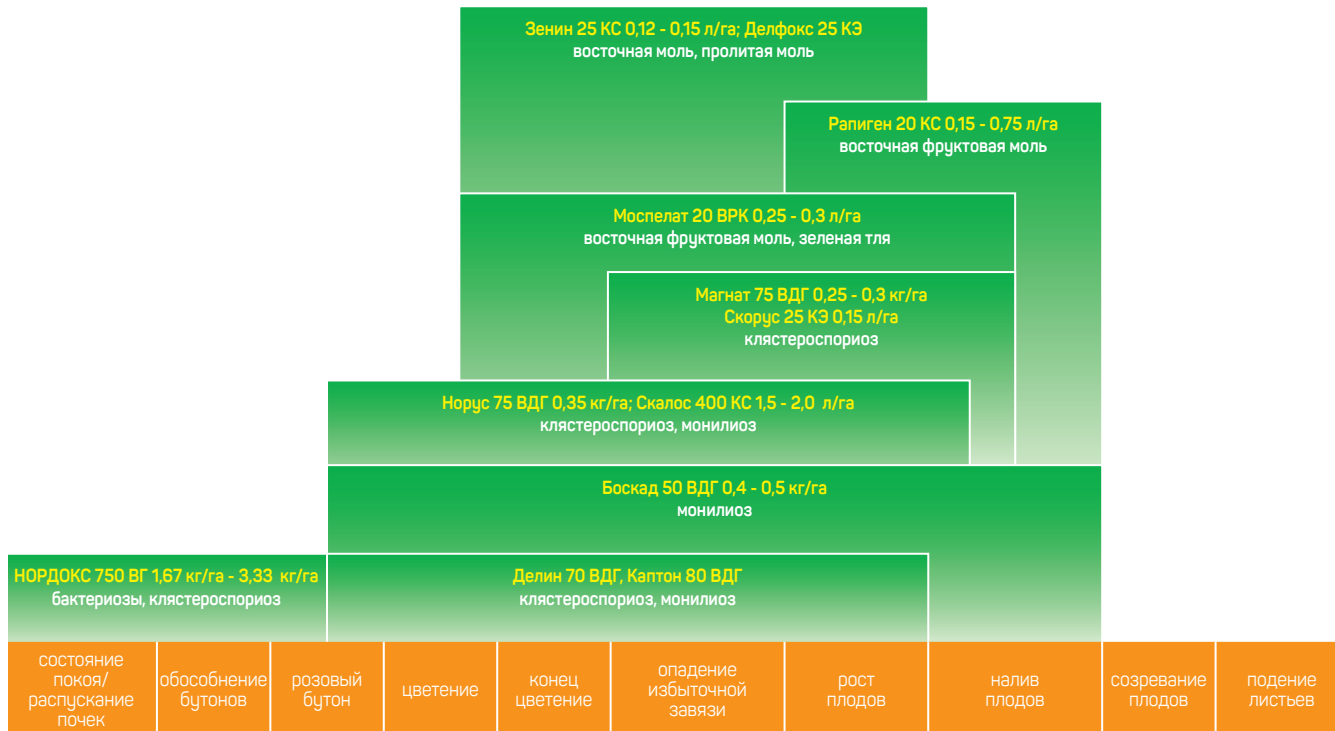 Зенин 25 КС 0,12 - 0,15 л/га; Делфокс 25 КЭ
восточная моль, пролитая моль
Рапиген 20 КС 0,15 - 0,75 л/га
восточная фруктовая моль
Моспелат 20 ВРК 0,25 - 0,3 л/га
восточная фруктовая моль, зеленая тля
Магнат 75 ВДГ 0,25 - 0,3 кг/га
Скорус 25 КЭ 0,15 л/га
клястероспориоз
Норус 75 ВДГ 0,35 кг/га; Скалос 400 КС 1,5 - 2,0 л/га
клястероспориоз, монилиоз
Боскад 50 ВДГ 0,4 - 0,5 кг/га
монилиоз
НОРДОКС 750 ВГ 1,67 кг/га - 3,33 кг/га
бактериозы, клястероспориоз
Делин 70 ВДГ, Каптон 80 ВДГ
клястероспориоз, монилиоз
состояние
покоя/
распускание
почек
обособнение
бутонов
розовый
бутон
цветение
конец
цветение
опадение
избыточной
завязи
рост
плодов
налив
плодов
созревание
плодов
подение
листьев